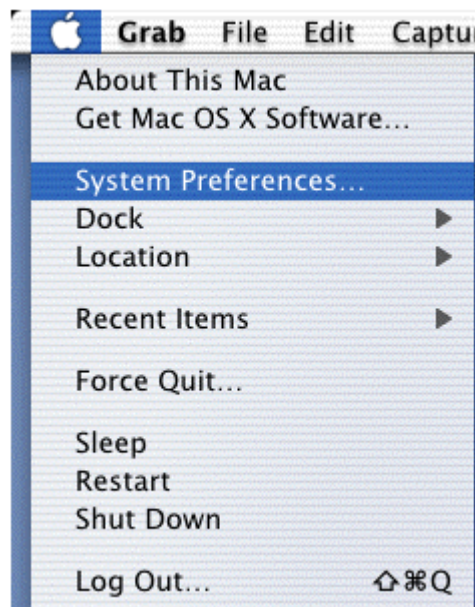 Grab File Edit Captu
About This Mac
Get Mac OS X Software...
System Preferences...
Dock
Location
Recent Items
Force Quit...
Sleep
Restart
Shut Down
Log Out... ⇧⌘Q